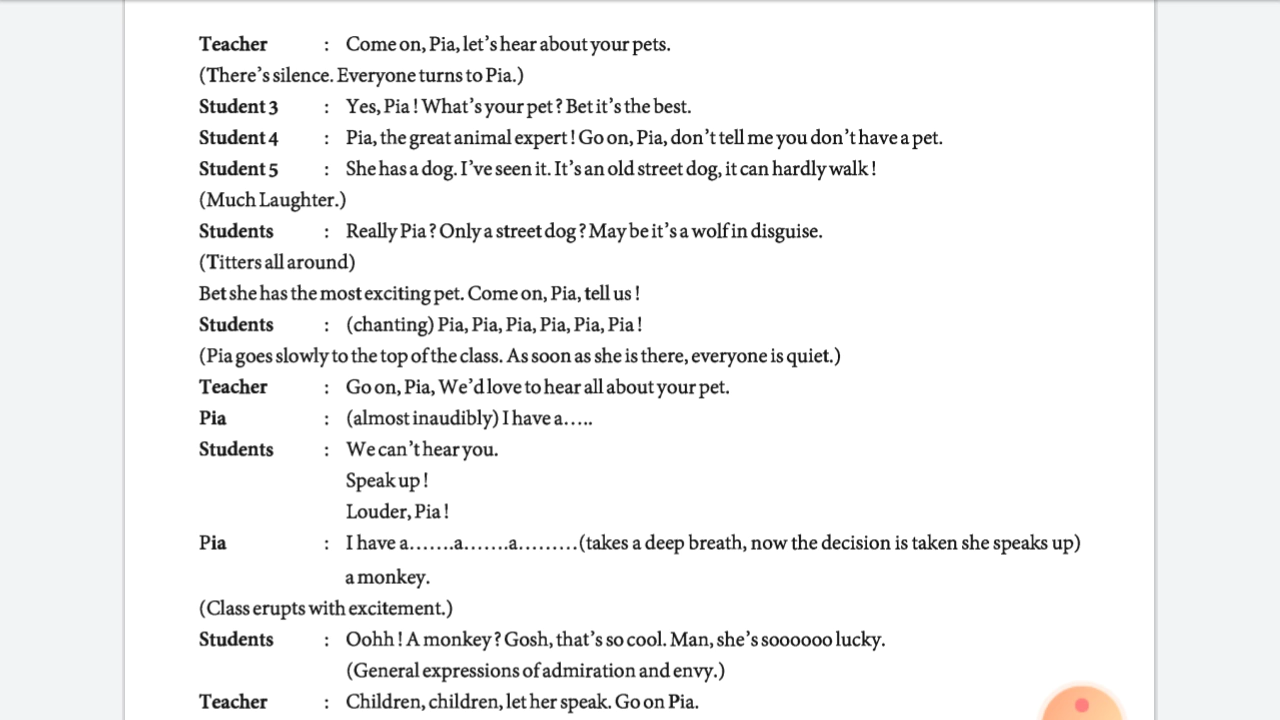 Teacher : Come on, Pia, let's hear about your pets.
(There's silence. Everyone turns to Pia.)
Student 3 : Yes, Pia ! What's your pet ? Bet it's the best.
Student 4 : Pia, the great animal expert ! Go on, Pia, don't tell me you don't have a pet.
Student 5 : She has a dog. I've seen it. It's an old street dog, it can hardly walk !
(Much Laughter.)
Students : Really Pia ? Only a street dog ? May be it's a wolf in disguise.
(Titters all around)
Bet she has the most exciting pet. Come on, Pia, tell us !
Students : (chanting) Pia, Pia, Pia, Pia, Pia, Pia !
(Pia goes slowly to the top of the class. As soon as she is there, everyone is quiet.)
Teacher : Go on, Pia, We'd love to hear all about your pet.
Pia : (almost inaudibly) I have a.....
Students : We can't hear you.
Speak up !
Louder, Pia !
Pia : I have a.......a.......a.........(takes a deep breath, now the decision is taken she speaks up)
a monkey.
(Class erupts with excitement.)
Students : Oohh ! A monkey ? Gosh, that's so cool. Man, she's soooooo lucky.
(General expressions of admiration and envy.)
Teacher : Children, children, let her speak. Go on Pia.